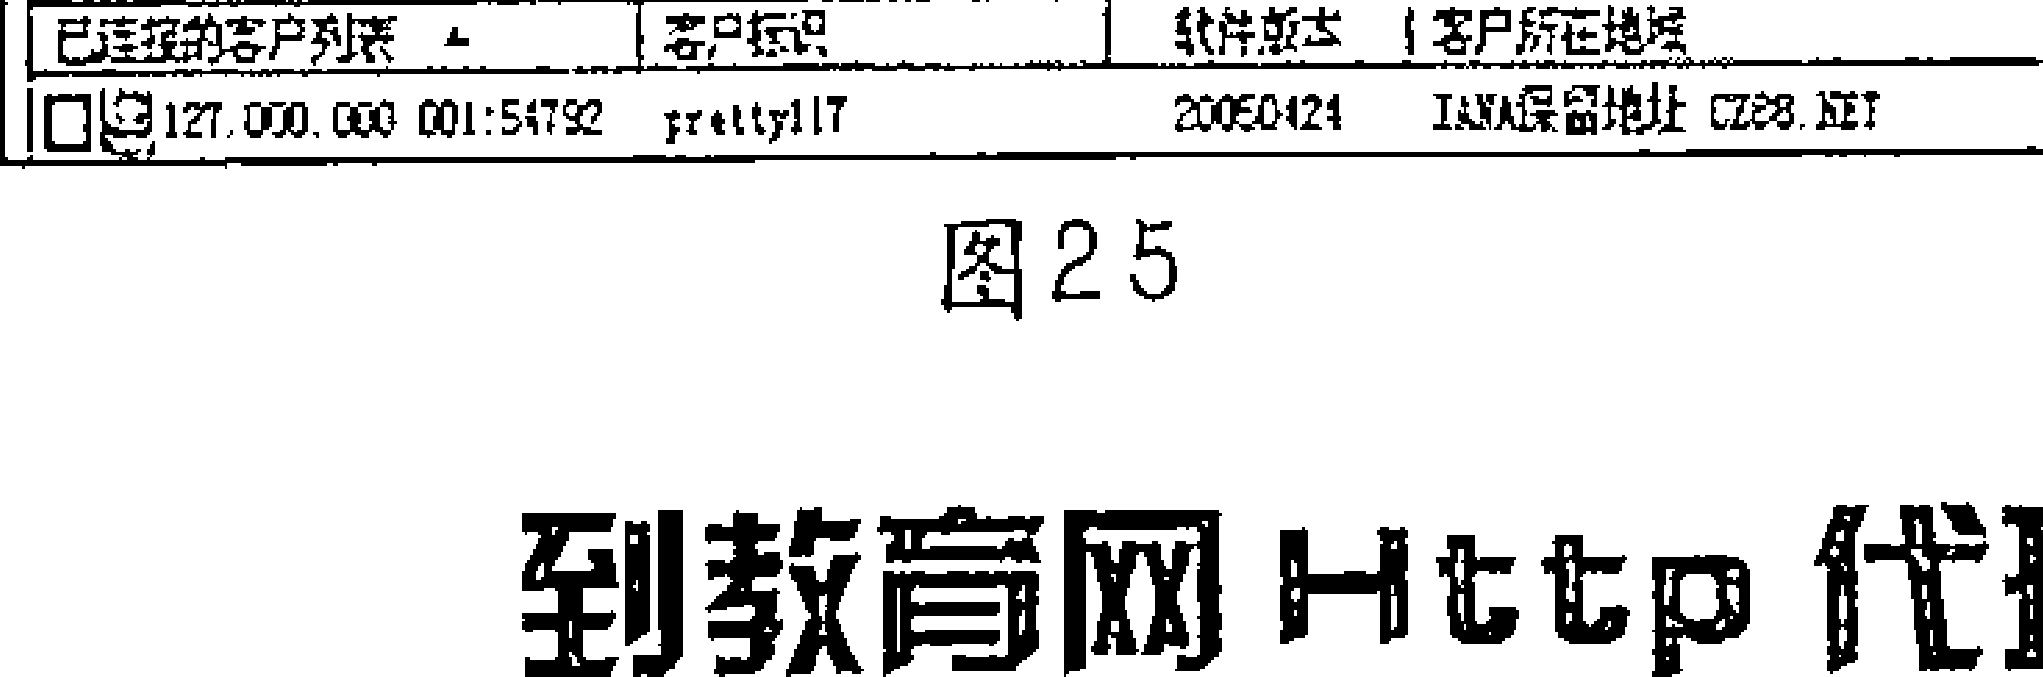 已连接的客户列表 客户标识 软件版本 客户所在地域
127.000.000.001:54792 pretty117 20050424 IANA保留地址 CZ88.NET
图25
到教育网Http代